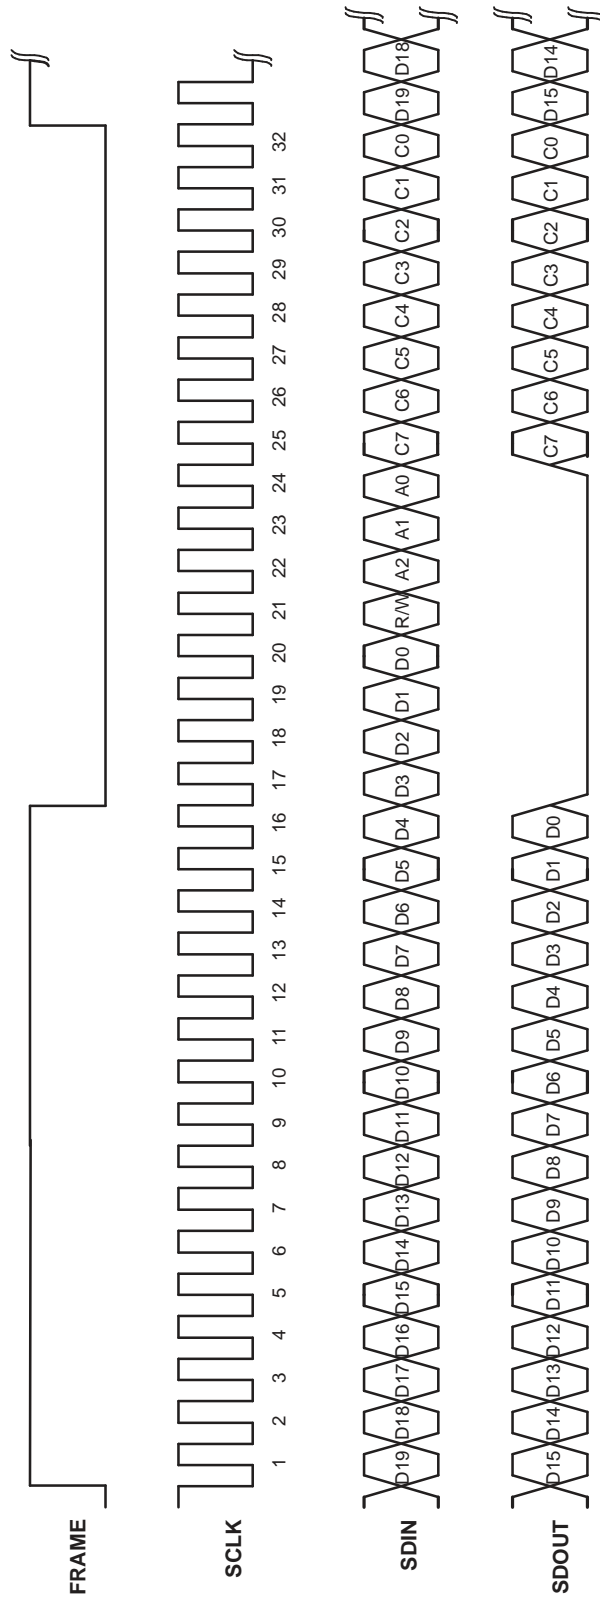 FRAME
SCLK
1 2 3 4 5 6 7 8 9 10 11 12 13 14 15 16 17 18 19 20 21 22 23 24 25 26 27 28 29 30 31 32
SDIN D19 D18 D17 D16 D15 D14 D13 D12 D11 D10 D9 D8 D7 D6 D5 D4 D3 D2 D1 D0 R/W A2 A1 A0 C7 C6 C5 C4 C3 C2 C1 C0 D19 D18
SDOUT D15 D14 D13 D12 D11 D10 D9 D8 D7 D6 D5 D4 D3 D2 D1 D0 C7 C6 C5 C4 C3 C2 C1 C0 D15 D14